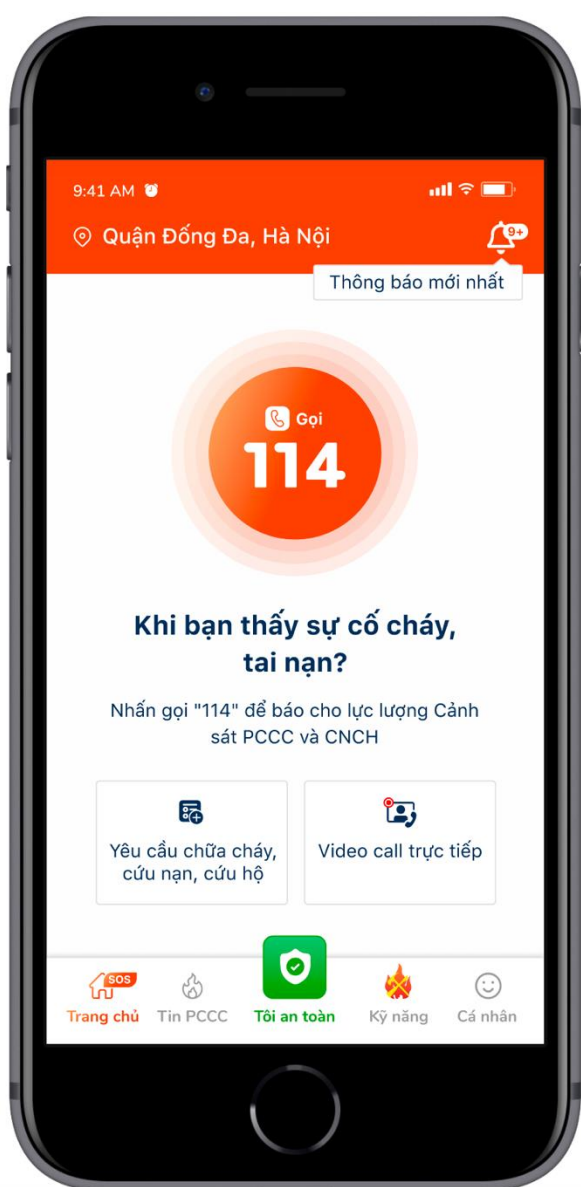 9:41 AM
Quận Đống Đa, Hà Nội
9+
Thông báo mới nhất
Gọi
114
Khi bạn thấy sự cố cháy,
tai nạn?
Nhấn gọi "114" để báo cho lực lượng Cảnh
sát PCCC và CNCH
Yêu cầu chữa cháy,
cứu nạn, cứu hộ
Video call trực tiếp
SOS
Trang chủ
Tin PCCC
Tôi an toàn
Kỹ năng
Cá nhân